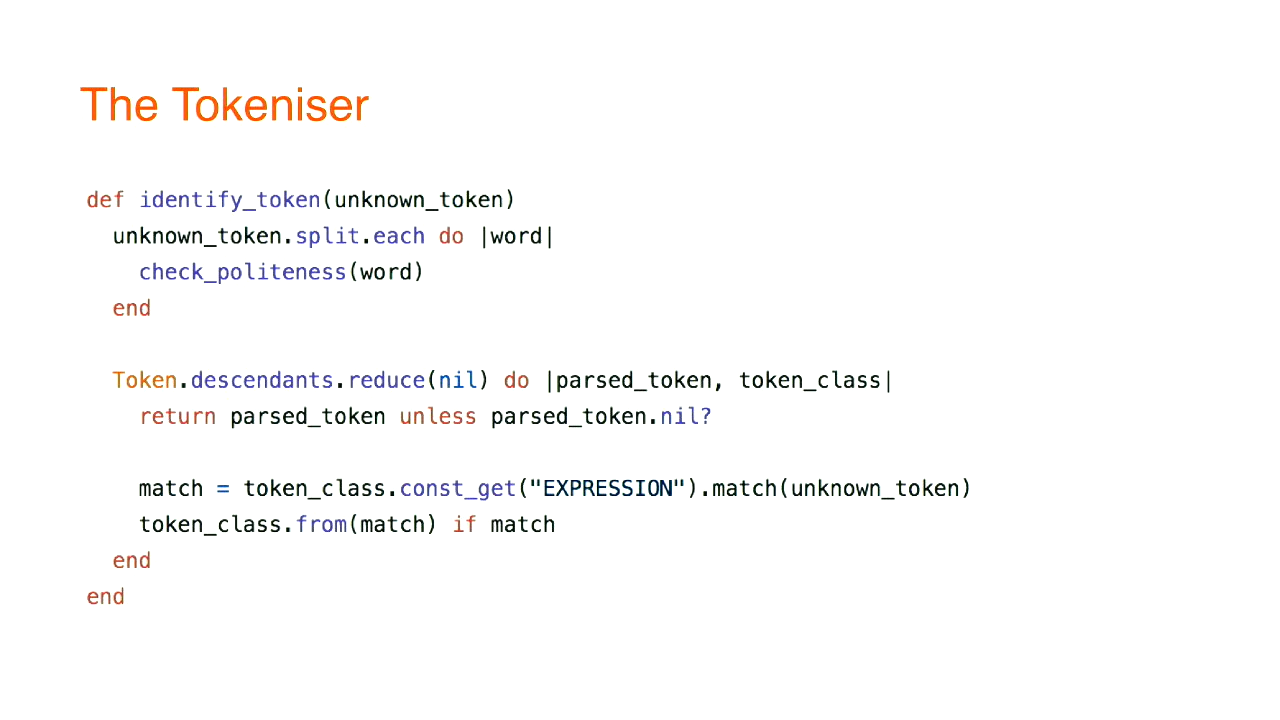 The Tokeniser
def identify_token(unknown_token)
  unknown_token.split.each do |word|
    check_politeness(word)
  end
  Token.descendants.reduce(nil) do |parsed_token, token_class|
    return parsed_token unless parsed_token.nil?
    match = token_class.const_get("EXPRESSION").match(unknown_token)
    token_class.from(match) if match
  end
end